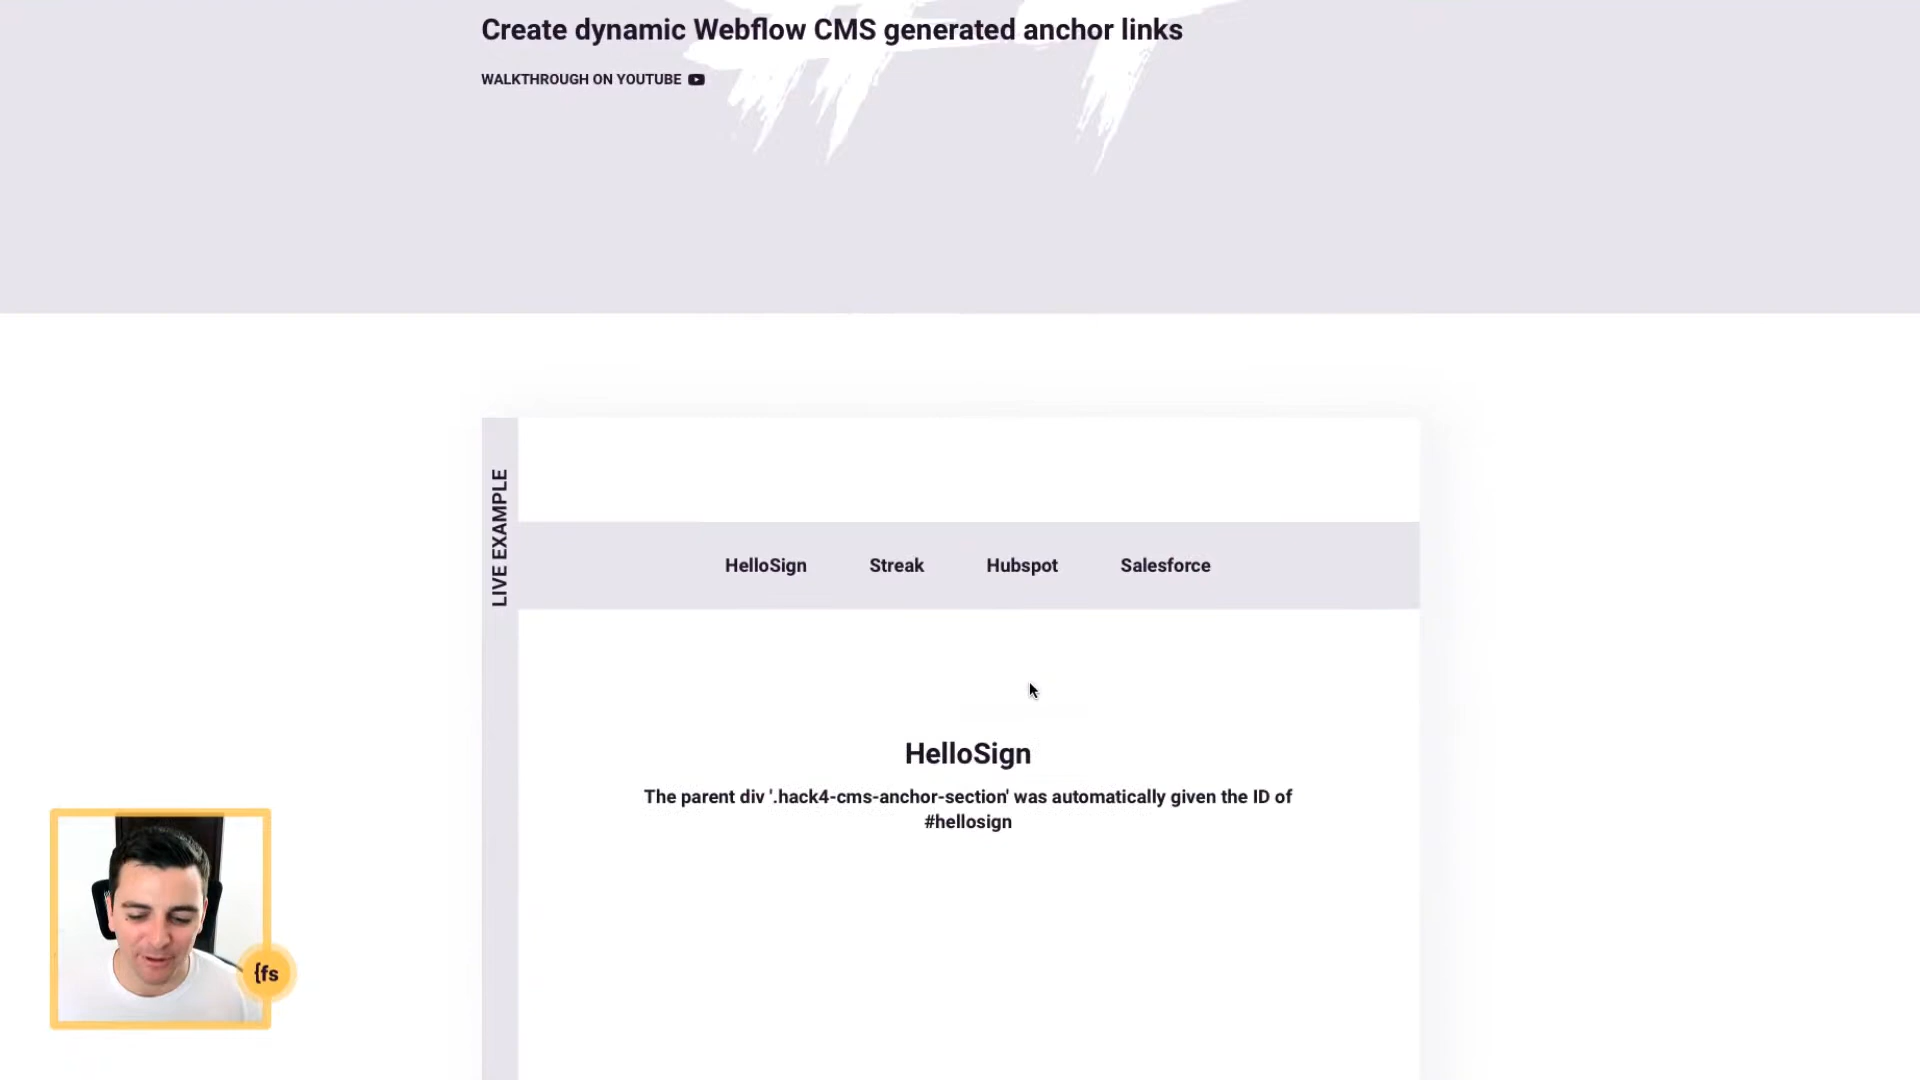 Create dynamic Webflow CMS generated anchor links
WALKTHROUGH ON YOUTUBE
LIVE EXAMPLE
HelloSign Streak Hubspot Salesforce
HelloSign
The parent div '.hack4-cms-anchor-section' was automatically given the ID of
#hellosign
{fs